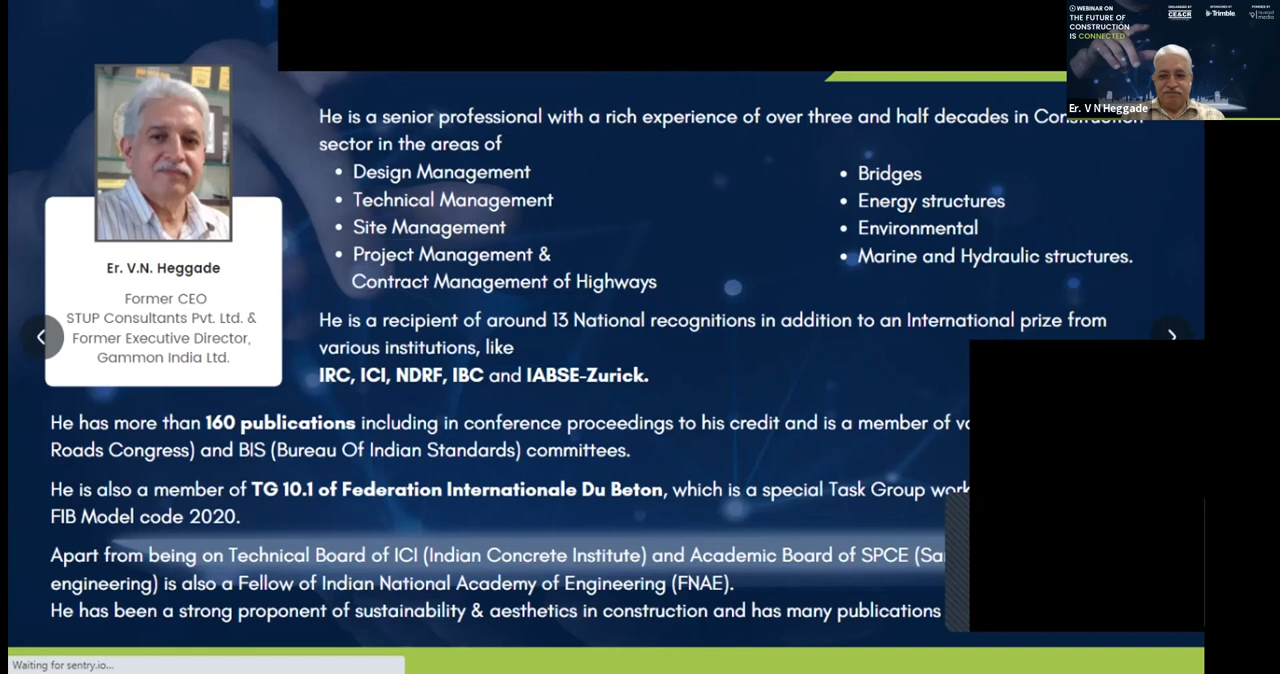 WEBINAR ON
THE FUTURE OF
CONSTRUCTION
IS CONNECTED
ORGANISED BY
CE&CR
SPONSORED BY
Trimble
POWERED BY
media
Er. V N Heggade
Er. V.N. Heggade
Former CEO
STUP Consultants Pvt. Ltd. &
Former Executive Director,
Gammon India Ltd.
He is a senior professional with a rich experience of over three and half decades in Construction
sector in the areas of
• Design Management
• Technical Management
• Site Management
• Project Management &
Contract Management of Highways
• Bridges
• Energy structures
• Environmental
• Marine and Hydraulic structures.
He is a recipient of around 13 National recognitions in addition to an International prize from
various institutions, like
IRC, ICI, NDRF, IBC and IABSE-Zurick.
He has more than 160 publications including in conference proceedings to his credit and is a member of
Roads Congress) and BIS (Bureau Of Indian Standards) committees.
He is also a member of TG 10.1 of Federation Internationale Du Beton, which is a special Task Group
FIB Model code 2020.
Apart from being on Technical Board of ICI (Indian Concrete Institute) and Academic Board of SPCE
engineering) is also a Fellow of Indian National Academy of Engineering (FNAE).
He has been a strong proponent of sustainability & aesthetics in construction and has many publications
Waiting for sentry.io...